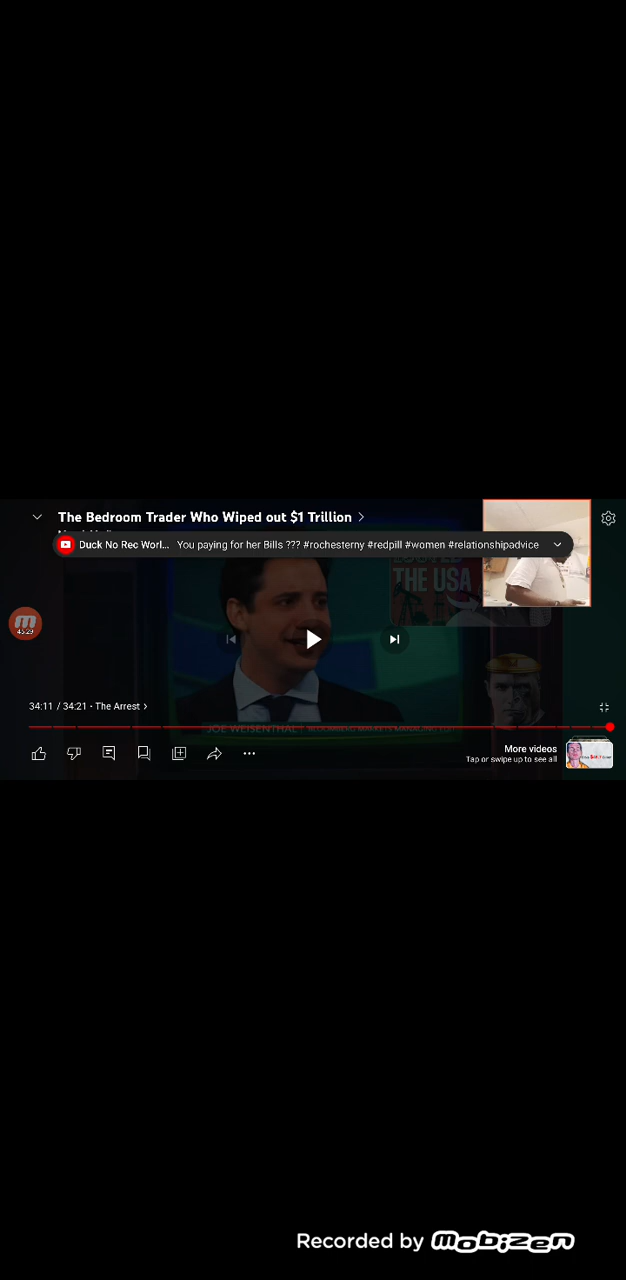 The Bedroom Trader Who Wiped out $1 Trillion
Duck No Rec Worl... You paying for her Bills ??? #rochesterny #redpill #women #relationshipadvice
THE USA
45:29
34:11 / 34:21 · The Arrest
JOE WEISENTHAL
More videos
Tap or swipe up to see all
Recorded by mobizen